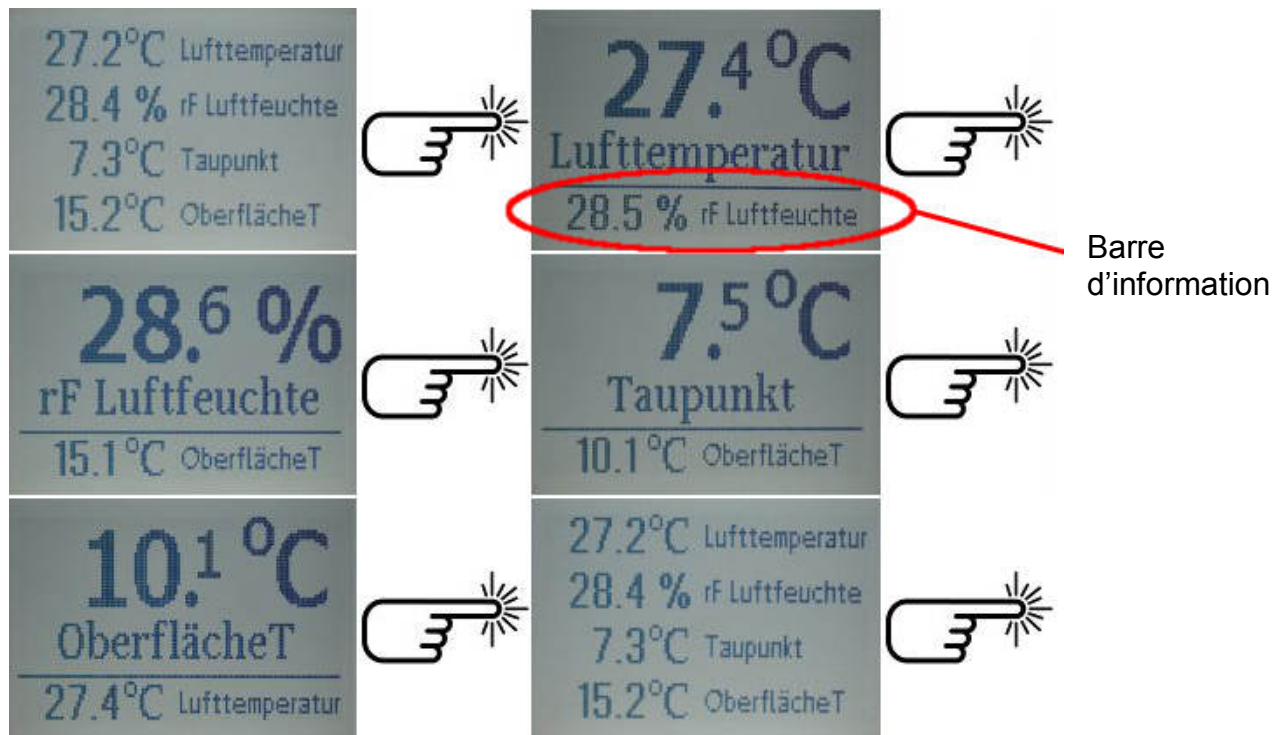 27.2°C Lufttemperatur
28.4 % rF Luftfeuchte
7.3°C Taupunkt
15.2°C OberflächeT
27.4°C
Lufttemperatur
28.5 % rF Luftfeuchte
Barre
d'information
28.6 %
rF Luftfeuchte
15.1°C OberflächeT
7.5°C
Taupunkt
10.1°C OberflächeT
10.1°C
OberflächeT
27.4°C Lufttemperatur
27.2°C Lufttemperatur
28.4 % rF Luftfeuchte
7.3°C Taupunkt
15.2°C OberflächeT